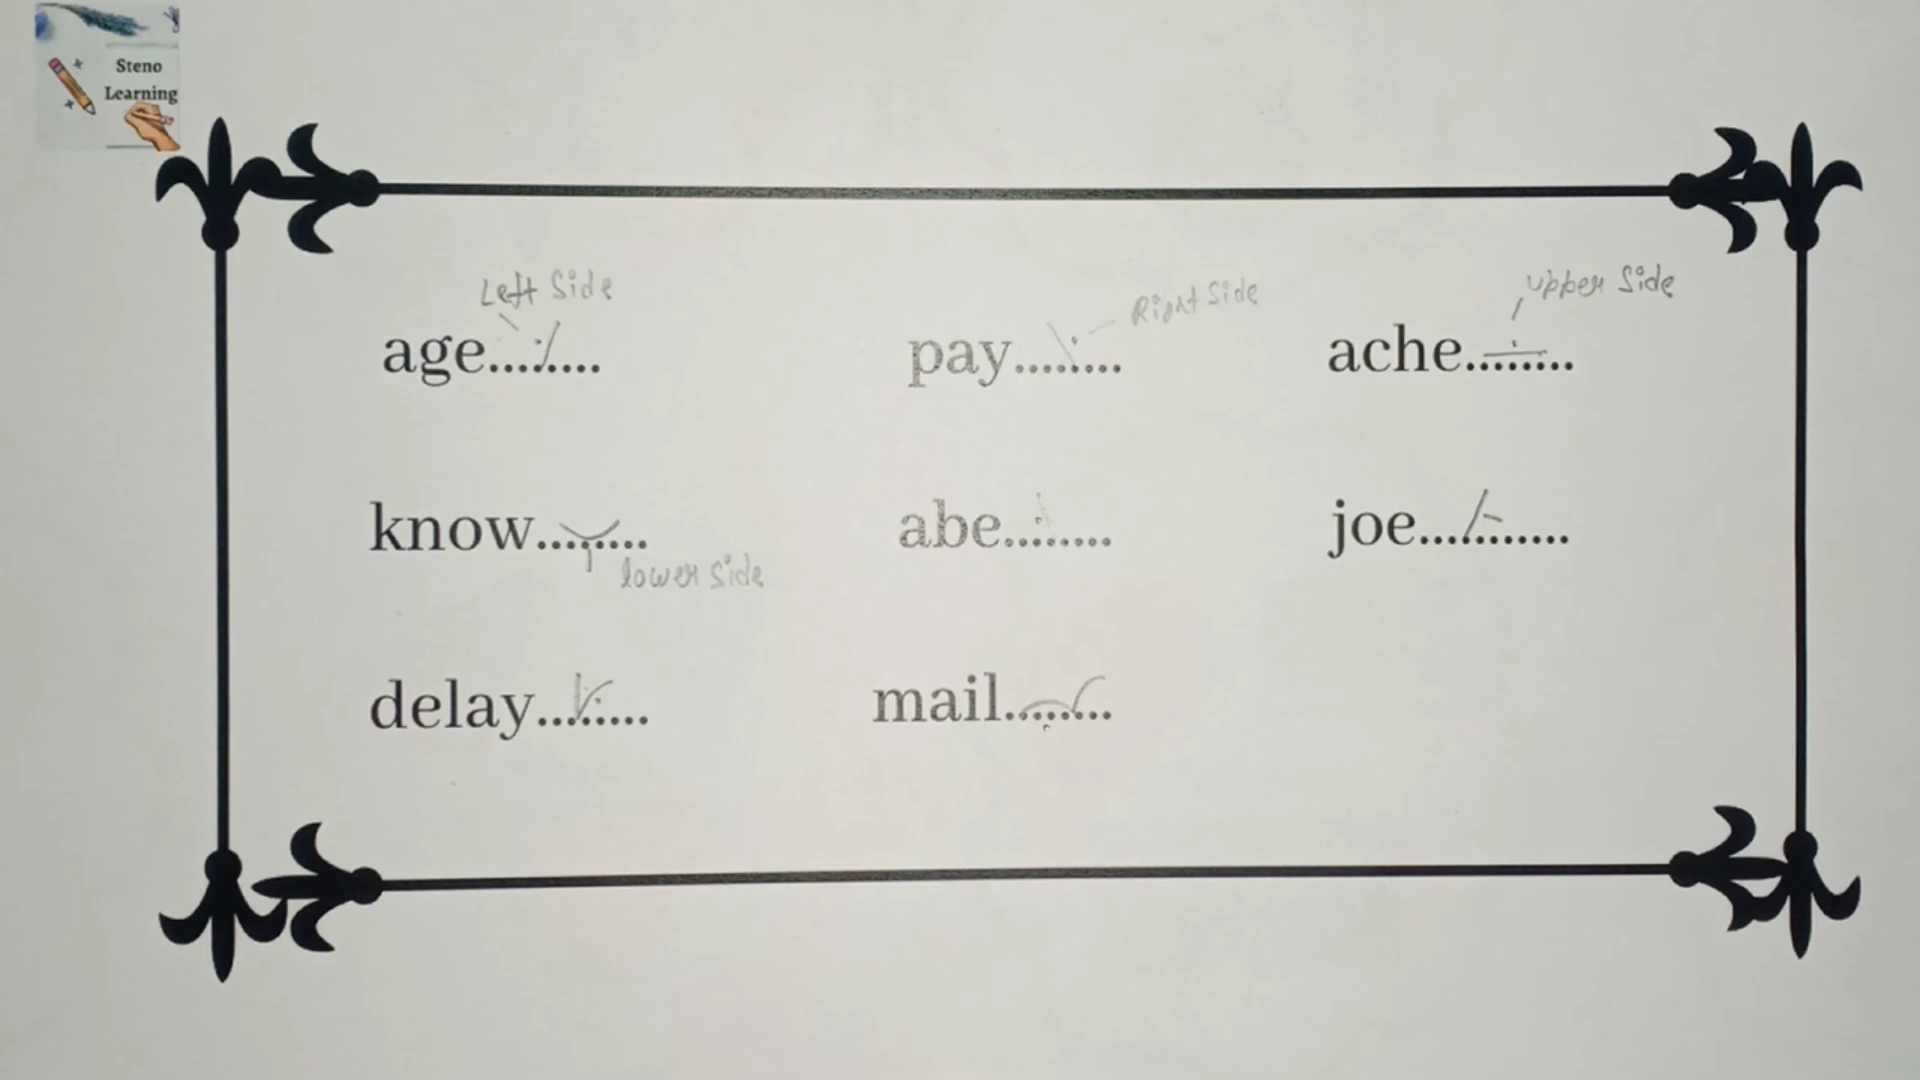 Steno
Learning
Left Side
Right Side
upper Side
age........
pay........
ache........
know........
abe........
joe...........
lower Side
delay........
mail........